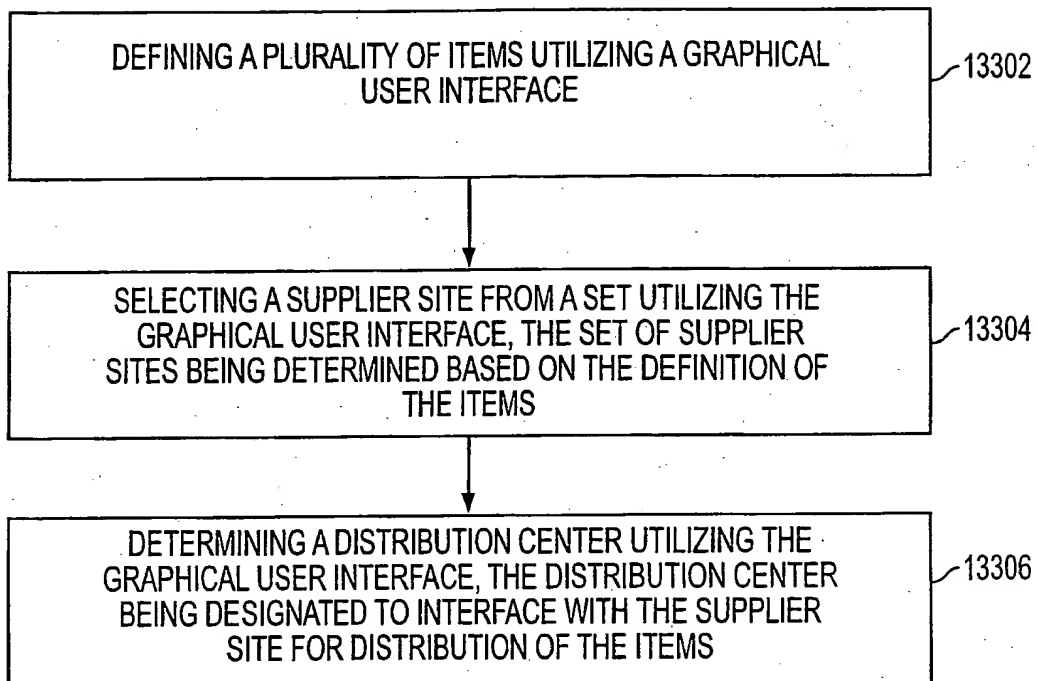 DEFINING A PLURALITY OF ITEMS UTILIZING A GRAPHICAL
USER INTERFACE
13302
SELECTING A SUPPLIER SITE FROM A SET UTILIZING THE
GRAPHICAL USER INTERFACE, THE SET OF SUPPLIER
SITES BEING DETERMINED BASED ON THE DEFINITION OF
THE ITEMS
13304
DETERMINING A DISTRIBUTION CENTER UTILIZING THE
GRAPHICAL USER INTERFACE, THE DISTRIBUTION CENTER
BEING DESIGNATED TO INTERFACE WITH THE SUPPLIER
SITE FOR DISTRIBUTION OF THE ITEMS
13306